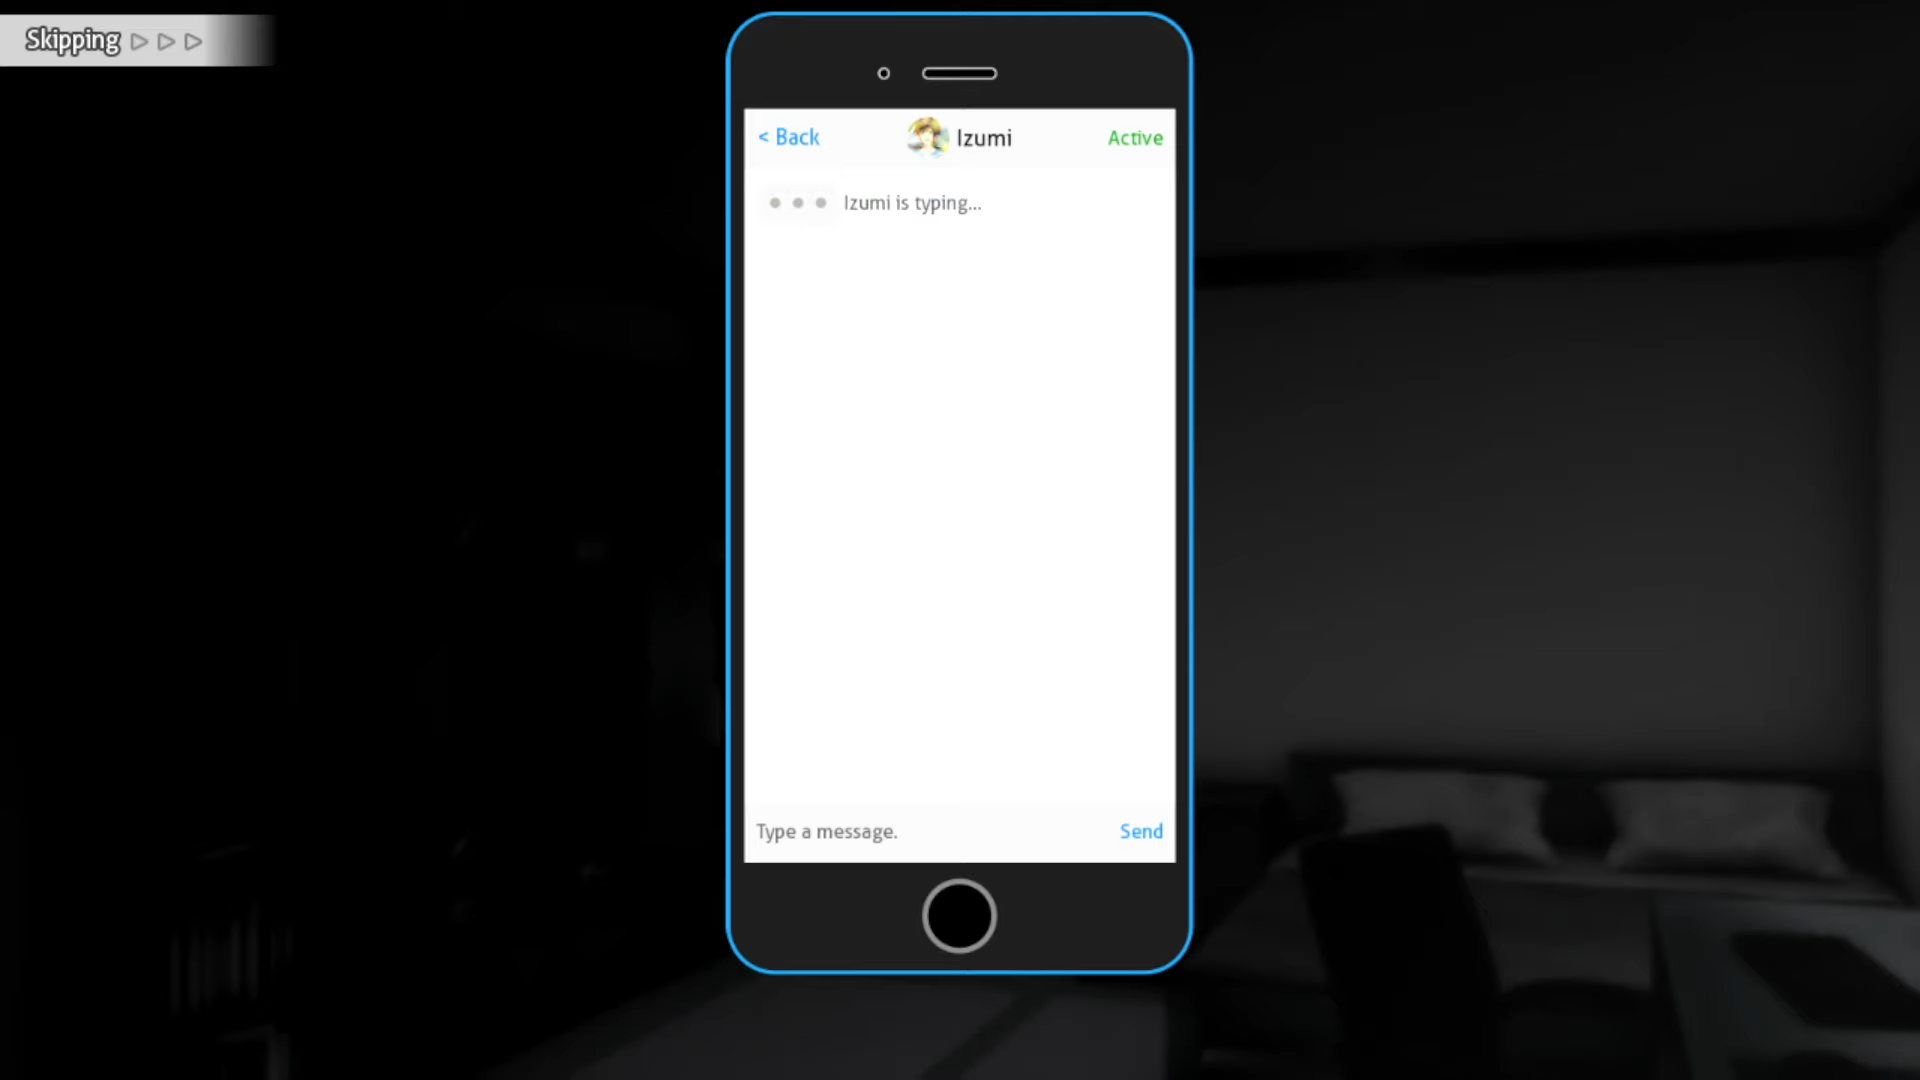 Skipping
< Back
Izumi
Active
Izumi is typing...
Type a message.
Send